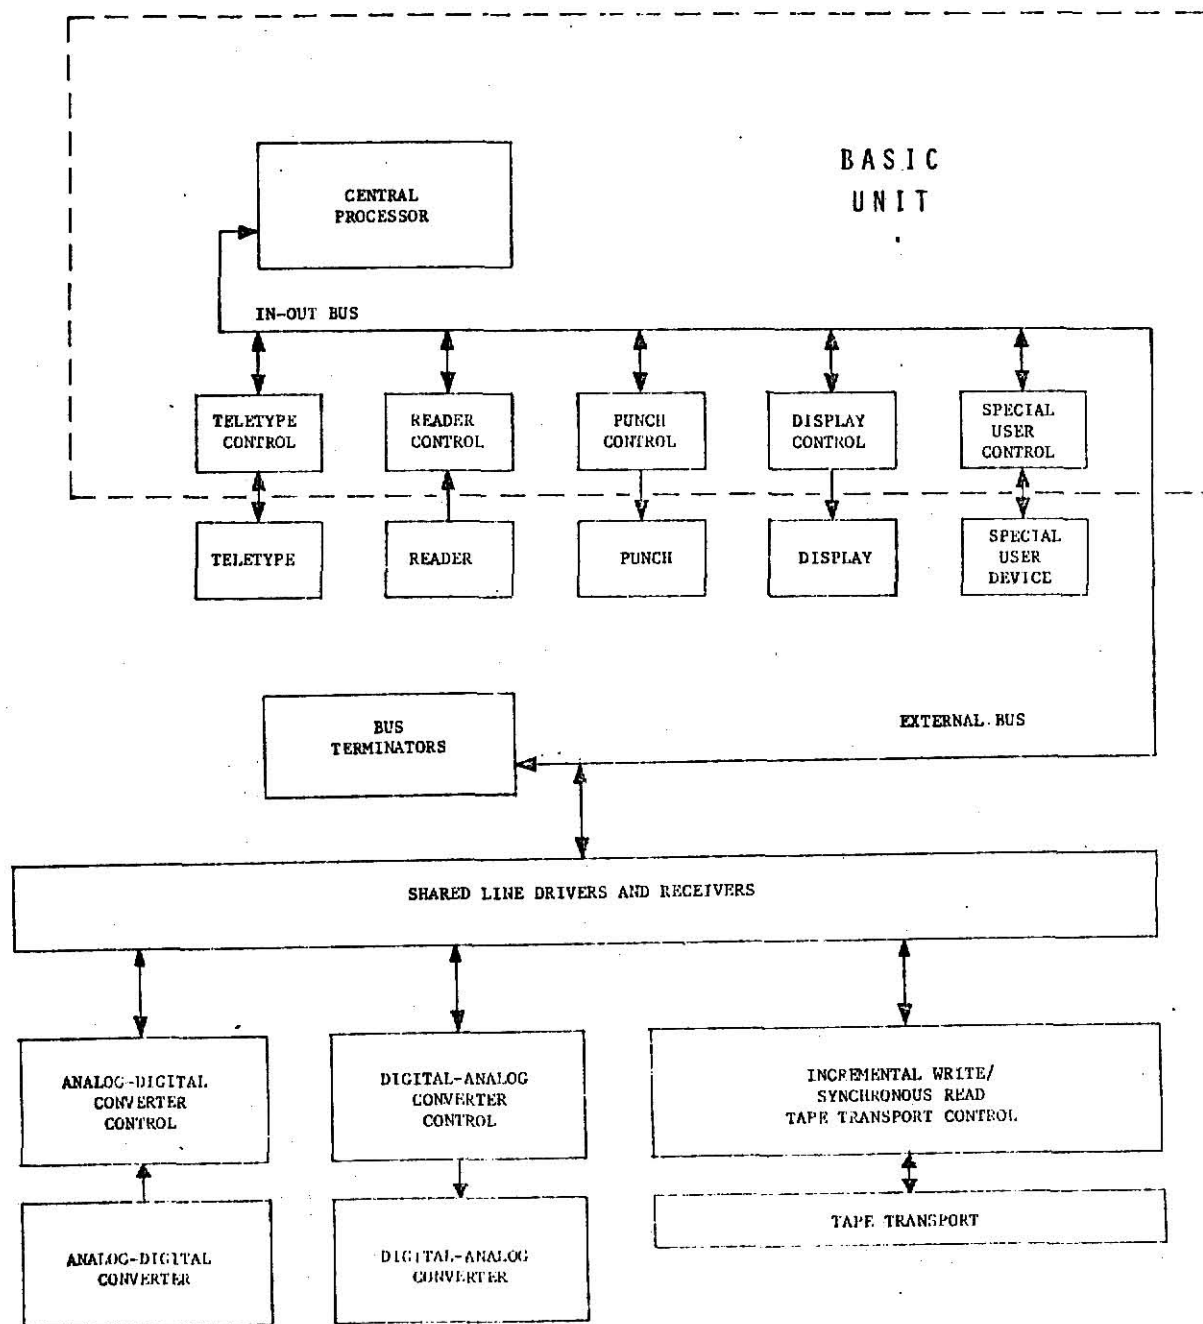 BASIC
UNIT
CENTRAL
PROCESSOR
IN-OUT BUS
TELETYPE
CONTROL
READER
CONTROL
PUNCH
CONTROL
DISPLAY
CONTROL
SPECIAL
USER
CONTROL
TELETYPE
READER
PUNCH
DISPLAY
SPECIAL
USER
DEVICE
BUS
TERMINATORS
EXTERNAL BUS
SHARED LINE DRIVERS AND RECEIVERS
ANALOG-DIGITAL
CONVERTER
CONTROL
DIGITAL-ANALOG
CONVERTER
CONTROL
INCREMENTAL WRITE/
SYNCHRONOUS READ
TAPE TRANSPORT CONTROL
ANALOG-DIGITAL
CONVERTER
DIGITAL-ANALOG
CONVERTER
TAPE TRANSPORT